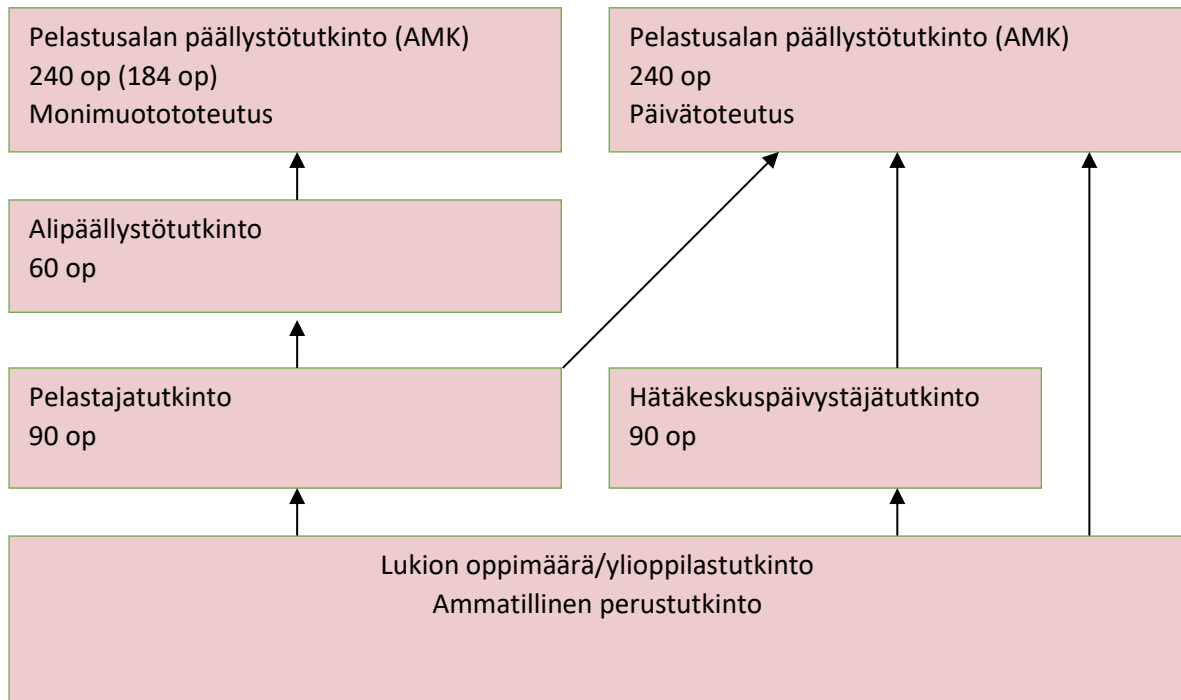 Pelastusalan päällystötutkinto (AMK)
240 op (184 op)
Monimuotototeutus
Pelastusalan päällystötutkinto (AMK)
240 op
Päivätoteutus
Alipäällystötutkinto
60 op
Pelastajatutkinto
90 op
Hätäkeskuspäivystäjätutkinto
90 op
Lukion oppimäärä/ylioppilastutkinto
Ammatillinen perustutkinto